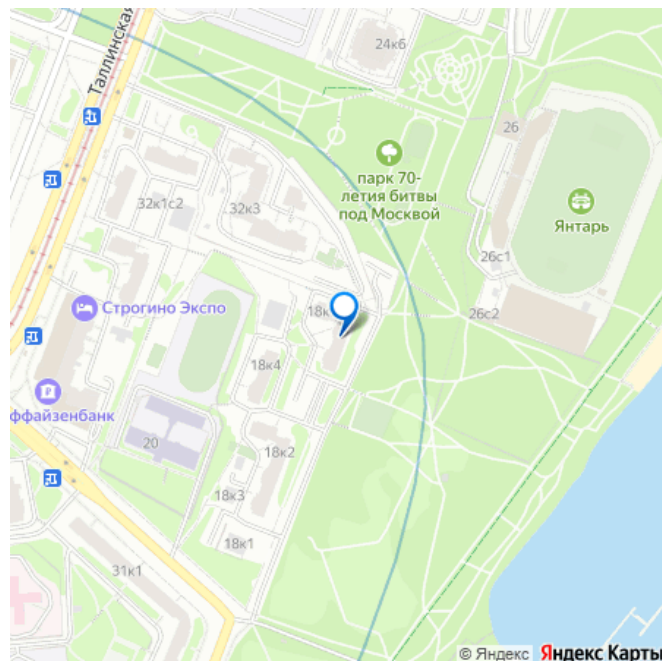 Таллинская
24к6
26
парк 70-
летия битвы
под Москвой
Янтарь
32к1с2
32к3
26с1
Строгино Экспо
26с2
18к4
ффайзенбанк
20
18к2
18к3
18к1
31к1
© Яндекс Яндекс Карты